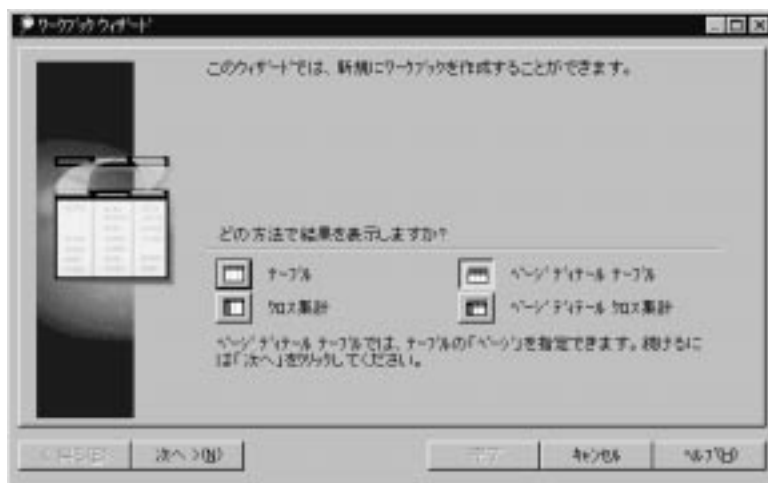 ワークブック ウィザード
このウィザードでは、新規にワークブックを作成することができます。
どの方法で結果を表示しますか?
テーブル
ページ ディテール テーブル
クロス集計
ページ ディテール クロス集計
ページ ディテール テーブルでは、テーブルの「ページ」を指定できます。続けるに
は「次へ」をクリックしてください。
< 戻る(B)
次へ >(N)
完了
キャンセル
ヘルプ(H)